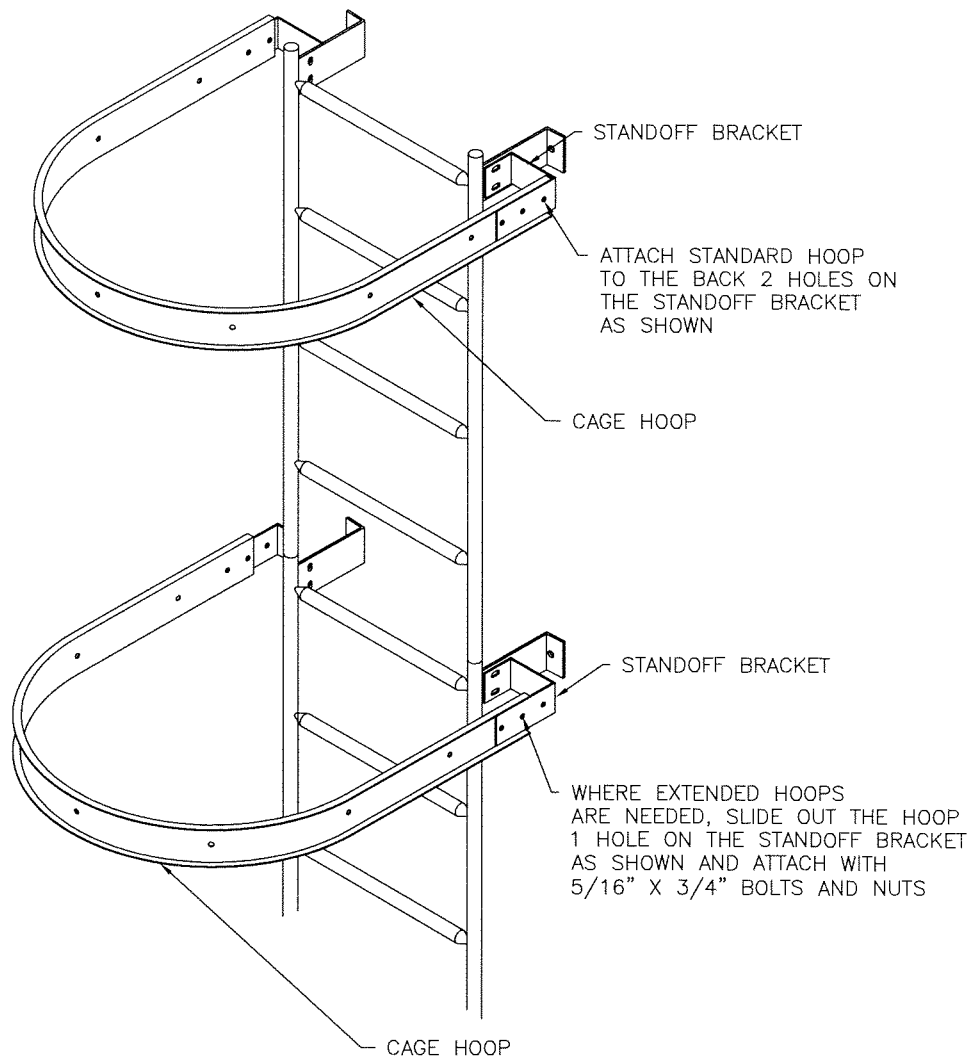 STANDOFF BRACKET
ATTACH STANDARD HOOP
TO THE BACK 2 HOLES ON
THE STANDOFF BRACKET
AS SHOWN
CAGE HOOP
STANDOFF BRACKET
WHERE EXTENDED HOOPS
ARE NEEDED, SLIDE OUT THE HOOP
1 HOLE ON THE STANDOFF BRACKET
AS SHOWN AND ATTACH WITH
5/16" X 3/4" BOLTS AND NUTS
CAGE HOOP